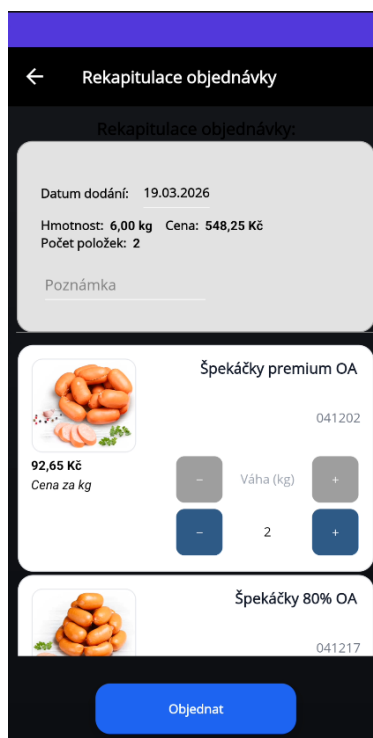 Rekapitulace objednávky
Rekapitulace objednávky:
Datum dodání: 19.03.2026
Hmotnost: 6,00 kg Cena: 548,25 Kč
Počet položek: 2
Poznámka
Špekáčky premium OA
041202
92,65 Kč
Cena za kg
- Váha (kg) +
- 2 +
Špekáčky 80% OA
041217
Objednat